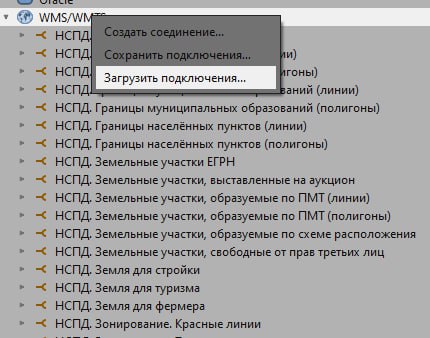 Oracle
WMS/WMTS
Создать соединение...
Сохранить подключения...
Загрузить подключения...
НСПД.
НСПД. (линии)
НСПД. (полигоны)
НСПД. образований (линии)
НСПД. Границы муниципальных образований (полигоны)
НСПД. Границы населённых пунктов (линии)
НСПД. Границы населённых пунктов (полигоны)
НСПД. Земельные участки ЕГРН
НСПД. Земельные участки, выставленные на аукцион
НСПД. Земельные участки, образуемые по ПМТ (линии)
НСПД. Земельные участки, образуемые по ПМТ (полигоны)
НСПД. Земельные участки, образуемые по схеме расположения
НСПД. Земельные участки, свободные от прав третьих лиц
НСПД. Земля для стройки
НСПД. Земля для туризма
НСПД. Земля для фермера
НСПД. Зонирование. Красные линии